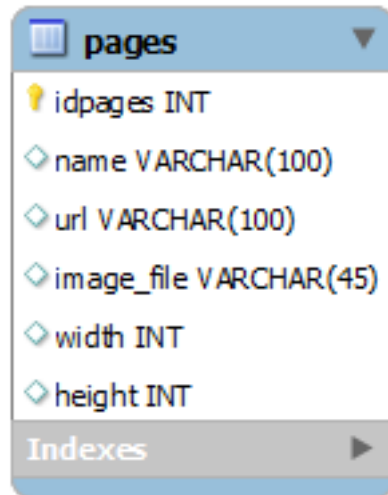 pages
idpages INT
name VARCHAR(100)
url VARCHAR(100)
image_file VARCHAR(45)
width INT
height INT
Indexes